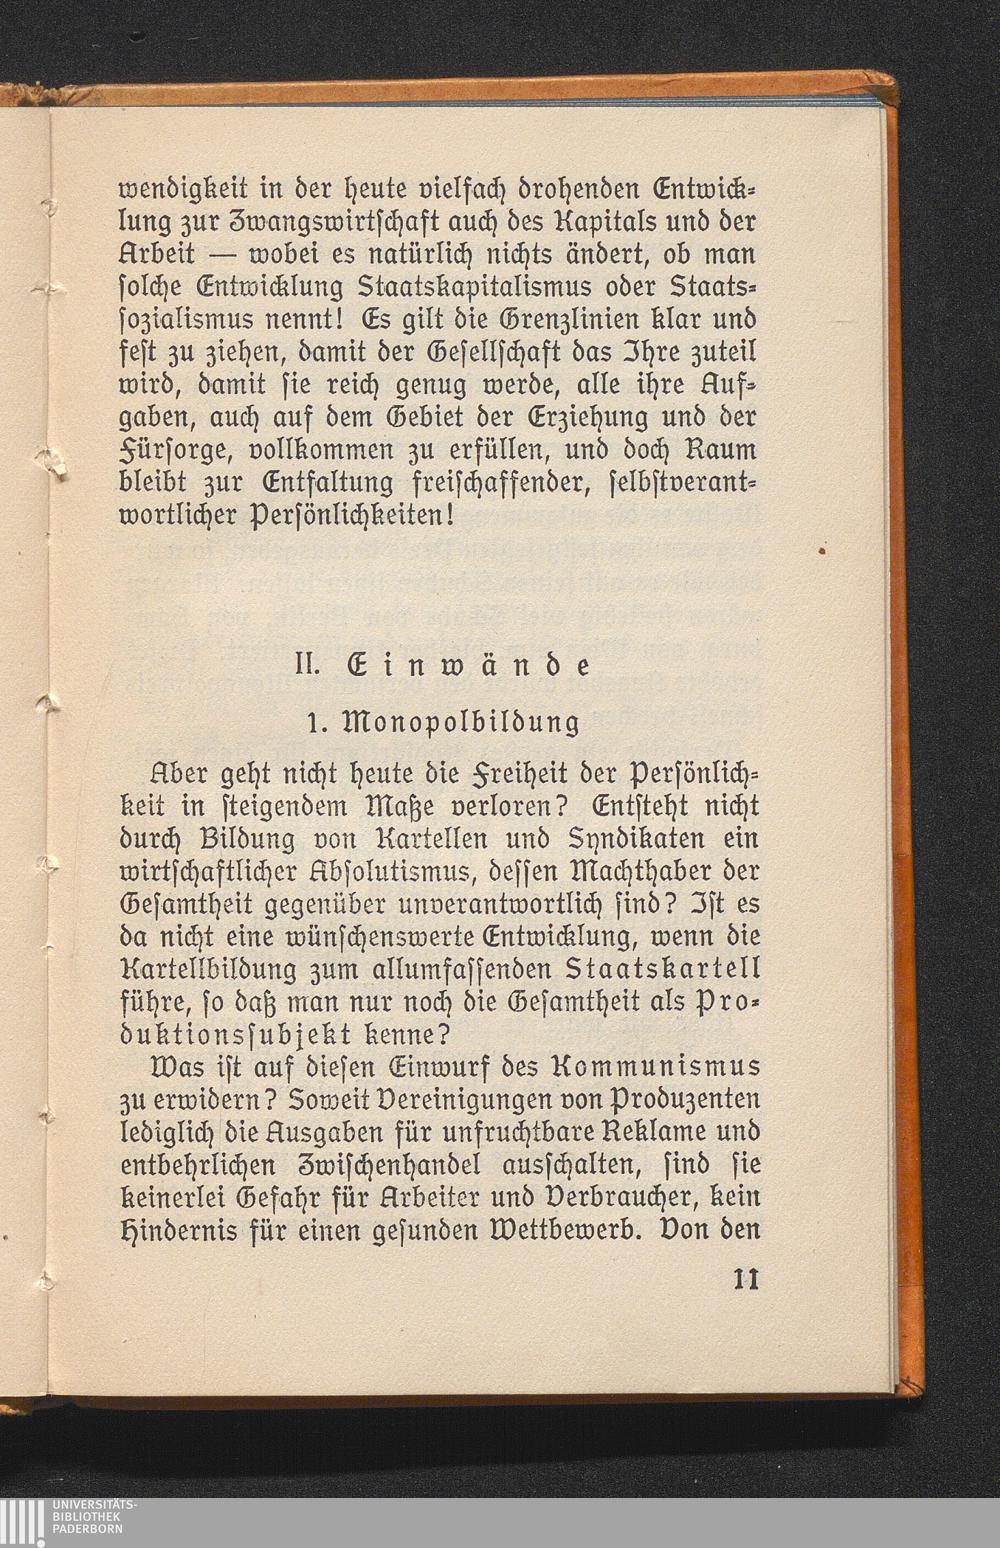 wendigkeit in der heute vielfach drohenden Entwick-
lung zur Zwangswirtschaft auch des Kapitals und der
Arbeit — wobei es natürlich nichts ändert, ob man
solche Entwicklung Staatskapitalismus oder Staats-
sozialismus nennt! Es gilt die Grenzlinien klar und
fest zu ziehen, damit der Gesellschaft das Ihre zuteil
wird, damit sie reich genug werde, alle ihre Auf-
gaben, auch auf dem Gebiet der Erziehung und der
Fürsorge, vollkommen zu erfüllen, und doch Raum
bleibt zur Entfaltung freischaffender, selbstverant-
wortlicher Persönlichkeiten!
II. Einwände
1. Monopolbildung
Aber geht nicht heute die Freiheit der Persönlich-
keit in steigendem Maße verloren? Entsteht nicht
durch Bildung von Kartellen und Syndikaten ein
wirtschaftlicher Absolutismus, dessen Machthaber der
Gesamtheit gegenüber unverantwortlich sind? Ist es
da nicht eine wünschenswerte Entwicklung, wenn die
Kartellbildung zum allumfassenden Staatskartell
führe, so daß man nur noch die Gesamtheit als Pro-
duktionssubjekt kenne?
Was ist auf diesen Einwurf des Kommunismus
zu erwidern? Soweit Vereinigungen von Produzenten
lediglich die Ausgaben für unfruchtbare Reklame und
entbehrlichen Zwischenhandel ausschalten, sind sie
keinerlei Gefahr für Arbeiter und Verbraucher, kein
Hindernis für einen gesunden Wettbewerb. Von den
11
UNIVERSITÄTS-
BIBLIOTHEK
PADERBORN